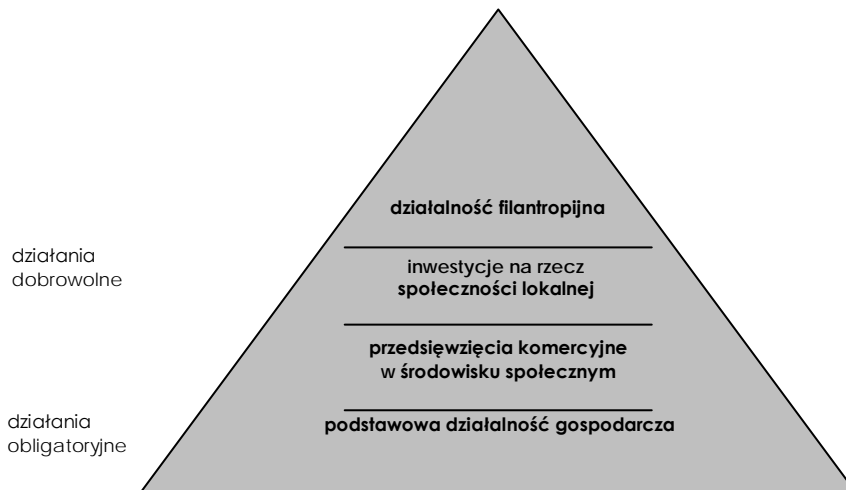 działalność filantropijna
działania
dobrowolne
inwestycje na rzecz
społeczności lokalnej
przedsięwzięcia komercyjne
w środowisku społecznym
działania
obligatoryjne
podstawowa działalność gospodarcza